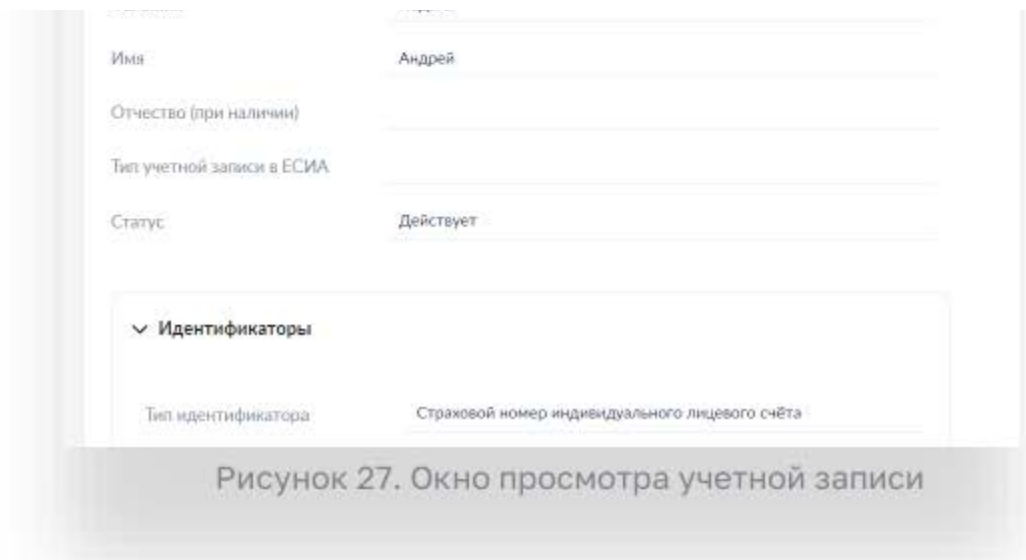 Имя Андрей
Отчество (при наличии)
Тип учетной записи в ЕСИА
Статус Действует
Идентификаторы
Тип идентификатора Страховой номер индивидуального лицевого счёта
Рисунок 27. Окно просмотра учетной записи